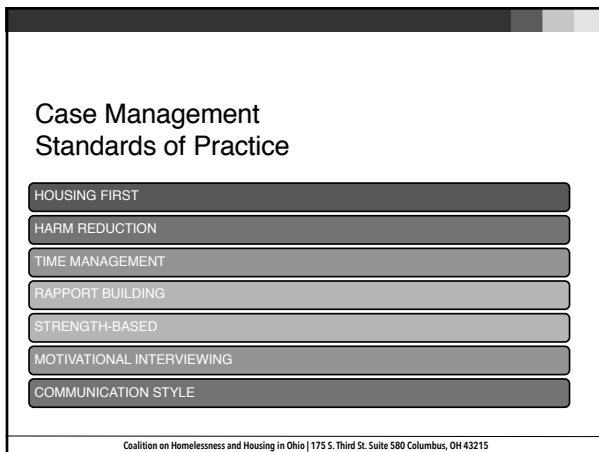 Case Management
Standards of Practice
HOUSING FIRST
HARM REDUCTION
TIME MANAGEMENT
RAPPORT BUILDING
STRENGTH-BASED
MOTIVATIONAL INTERVIEWING
COMMUNICATION STYLE
Coalition on Homelessness and Housing in Ohio | 175 S. Third St. Suite 580 Columbus, OH 43215